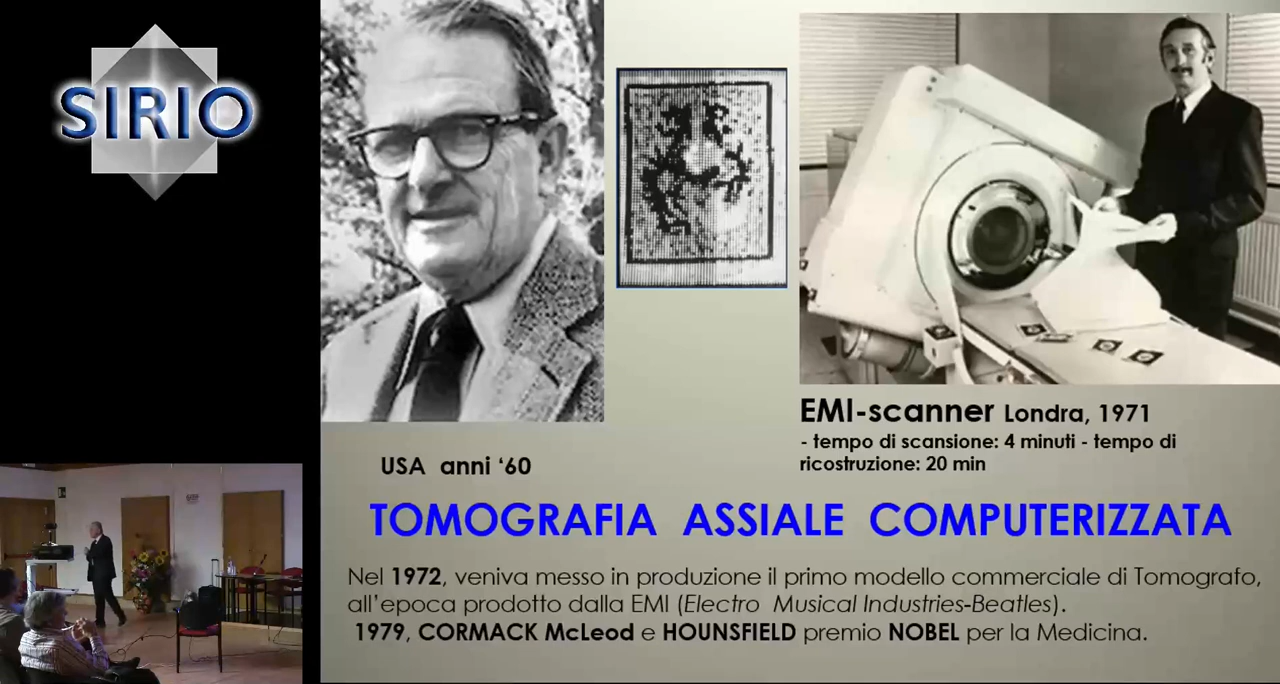 SIRIO
USA anni ‘60
EMI-scanner Londra, 1971
- tempo di scansione: 4 minuti - tempo di
ricostruzione: 20 min
TOMOGRAFIA ASSIALE COMPUTERIZZATA
Nel 1972, veniva messo in produzione il primo modello commerciale di Tomografo,
all’epoca prodotto dalla EMI (Electro Musical Industries-Beatles).
1979, CORMACK McLeod e HOUNSFIELD premio NOBEL per la Medicina.